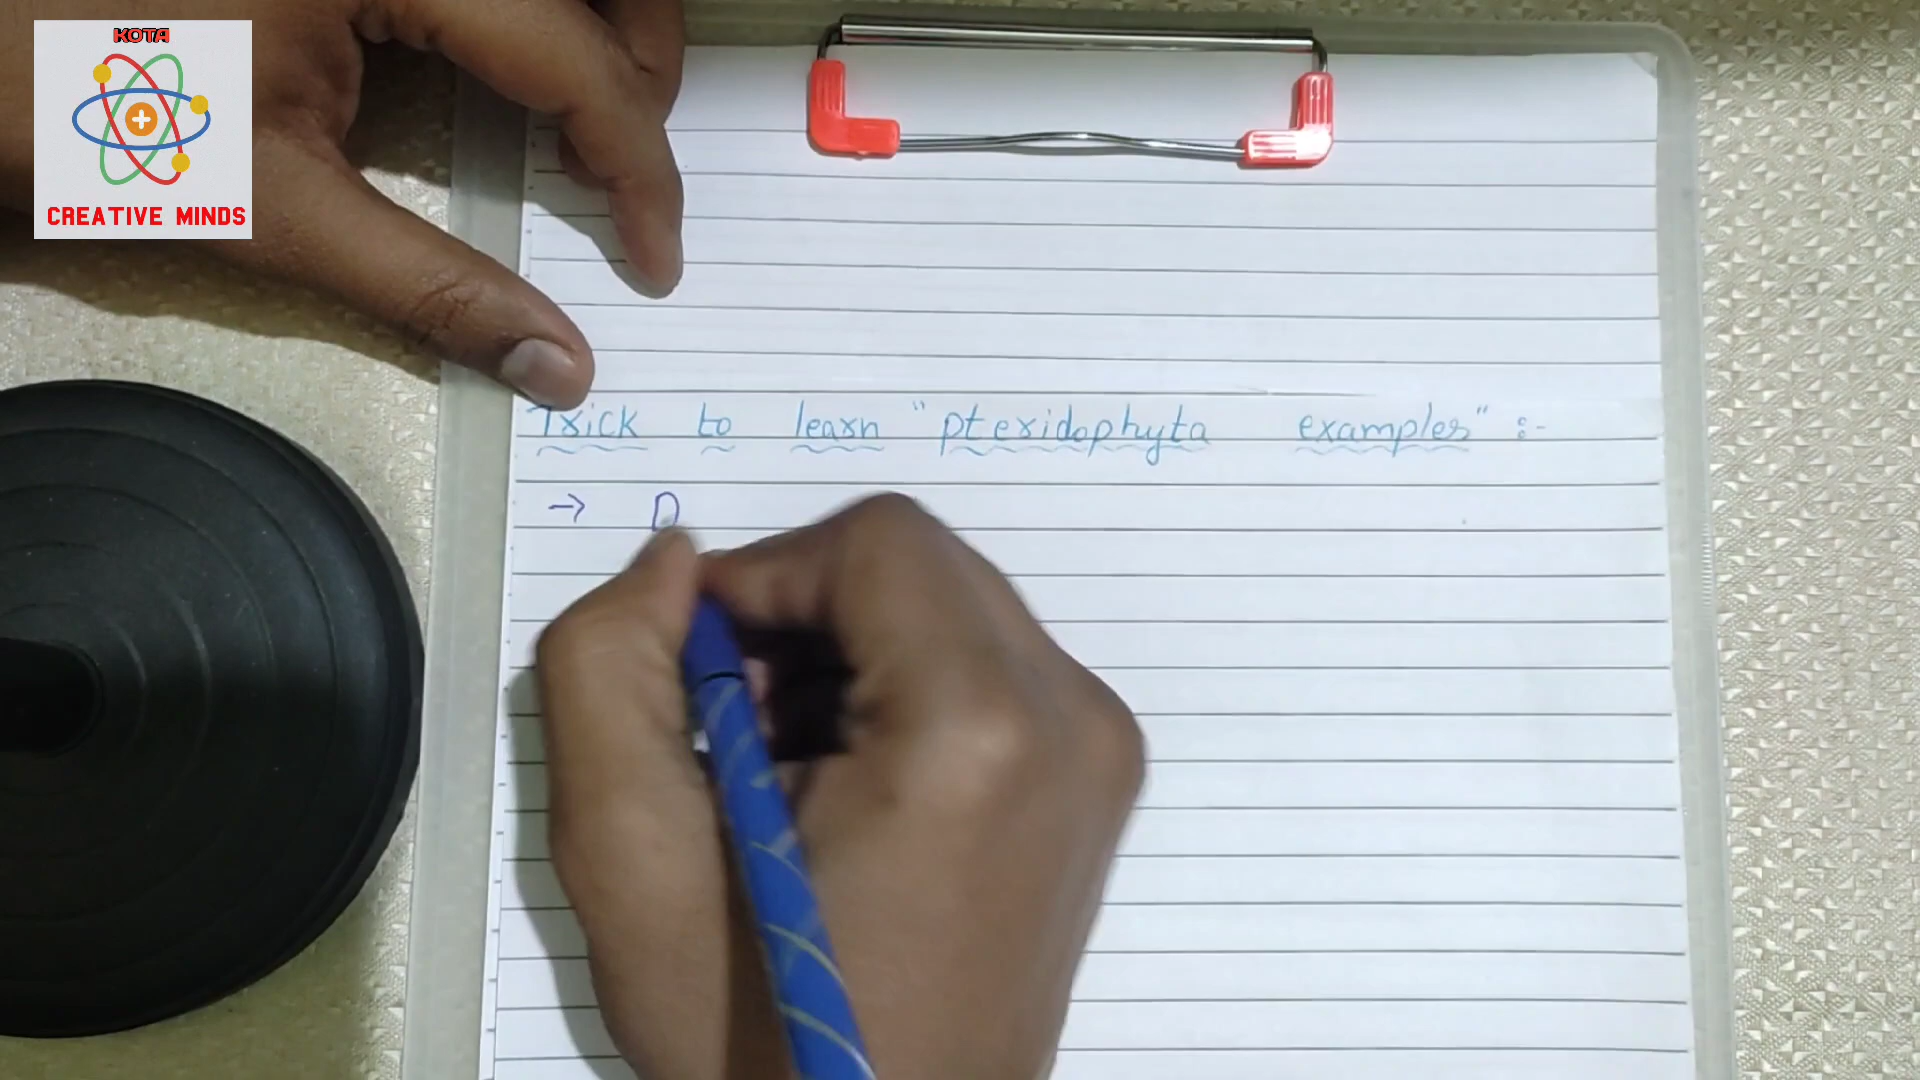 KOTA
CREATIVE MINDS
Trick to learn "pteridophyta examples" :-
→ D